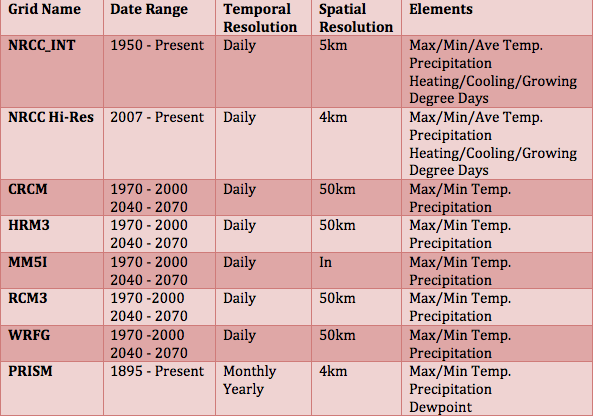 Grid Name Date Range Temporal Resolution Spatial Resolution Elements
NRCC_INT 1950 - Present Daily 5km Max/Min/Ave Temp.
Precipitation
Heating/Cooling/Growing
Degree Days
NRCC Hi-Res 2007 - Present Daily 4km Max/Min/Ave Temp.
Precipitation
Heating/Cooling/Growing
Degree Days
CRCM 1970 - 2000 Daily 50km Max/Min Temp.
2040 - 2070 Precipitation
HRM3 1970 - 2000 Daily 50km Max/Min Temp.
2040 - 2070 Precipitation
MM5I 1970 - 2000 Daily In Max/Min Temp.
2040 - 2070 Precipitation
RCM3 1970 -2000 Daily 50km Max/Min Temp.
2040 - 2070 Precipitation
WRFG 1970 -2000 Daily 50km Max/Min Temp.
2040 - 2070 Precipitation
PRISM 1895 - Present Monthly 4km Max/Min Temp.
Yearly Precipitation
Dewpoint